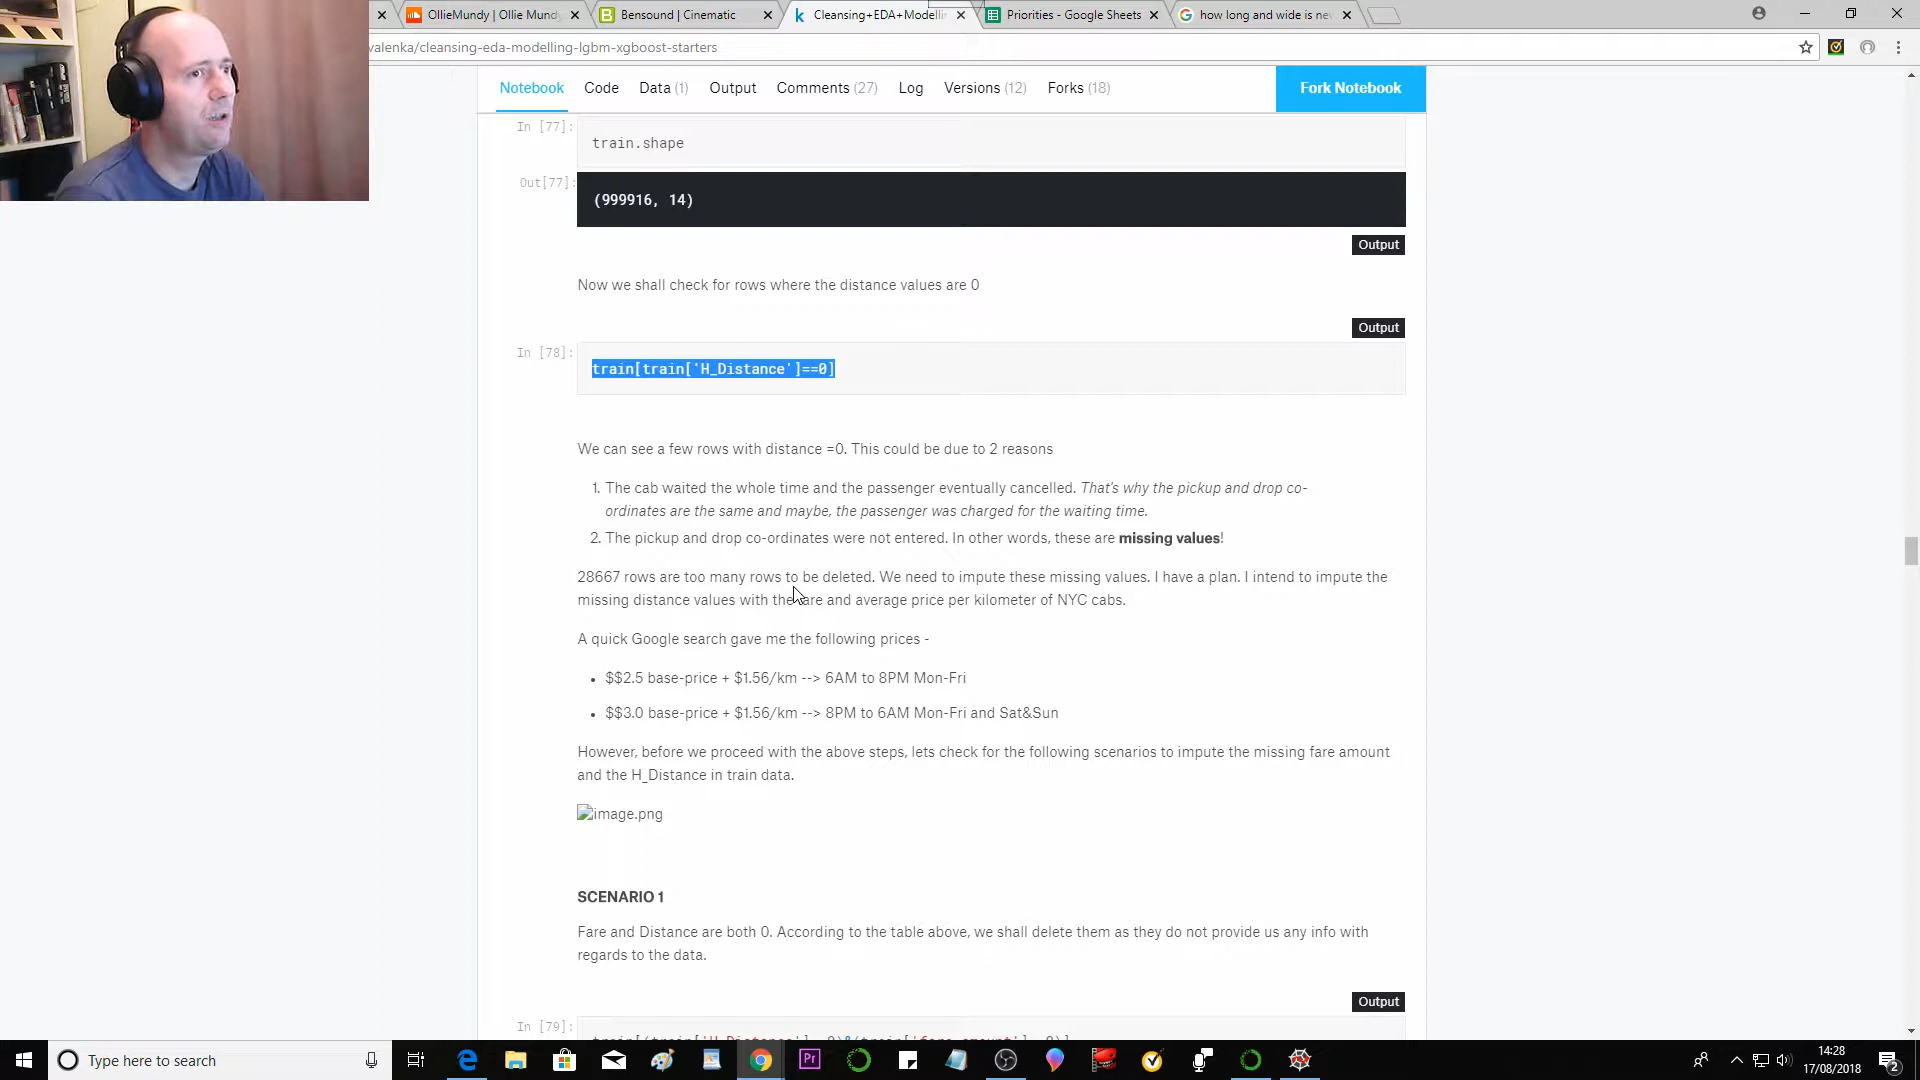 OllieMundy | Ollie Mund
Bensound | Cinematic
Cleansing+EDA+Modelli
Priorities - Google Sheets
how long and wide is ne
valenka/cleansing-eda-modelling-lgbm-xgboost-starters
Notebook Code Data (1) Output Comments (27) Log Versions (12) Forks (18) Fork Notebook
In [77]:
train.shape
Out[77]:
(999916, 14)
Output
Now we shall check for rows where the distance values are 0
Output
In [78]:
train[train['H_Distance']==0]
We can see a few rows with distance =0. This could be due to 2 reasons
1. The cab waited the whole time and the passenger eventually cancelled. That's why the pickup and drop co-
ordinates are the same and maybe, the passenger was charged for the waiting time.
2. The pickup and drop co-ordinates were not entered. In other words, these are missing values!
28667 rows are too many rows to be deleted. We need to impute these missing values. I have a plan. I intend to impute the
missing distance values with the fare and average price per kilometer of NYC cabs.
A quick Google search gave me the following prices -
• $$2.5 base-price + $1.56/km --> 6AM to 8PM Mon-Fri
• $$3.0 base-price + $1.56/km --> 8PM to 6AM Mon-Fri and Sat&Sun
However, before we proceed with the above steps, lets check for the following scenarios to impute the missing fare amount
and the H_Distance in train data.
image.png
SCENARIO 1
Fare and Distance are both 0. According to the table above, we shall delete them as they do not provide us any info with
regards to the data.
Output
In [79]:
Type here to search
14:28
17/08/2018
2